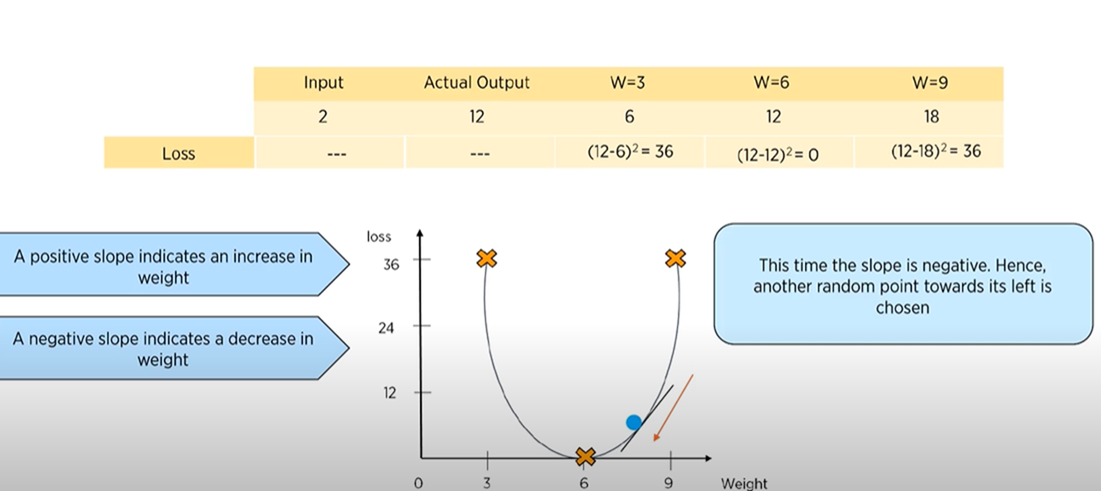 Input Actual Output W=3 W=6 W=9
2 12 6 12 18
Loss --- --- (12-6)²= 36 (12-12)²= 0 (12-18)²= 36
A positive slope indicates an increase in
weight
A negative slope indicates a decrease in
weight
loss
36
24
12
0 3 6 9 Weight
This time the slope is negative. Hence,
another random point towards its left is
chosen